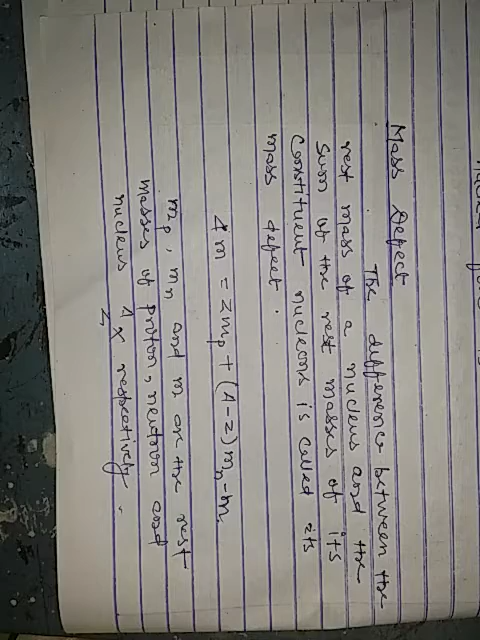 Mass Defect
The difference between the
rest mass of a nucleus and the
sum of the rest masses of its
constituent nucleons is called its
mass defect.
Δm = Zmp + (A-Z)mn - m.
mp, mn and m are the rest
masses of proton, neutron and
nucleus ᴬ_Z X respectively.